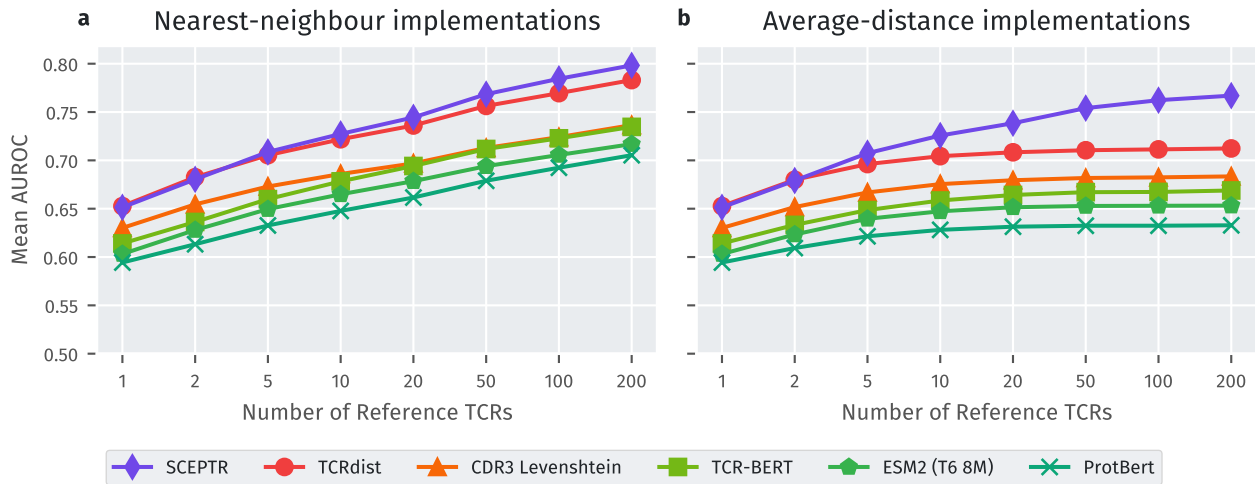 a Nearest-neighbour implementations
b Average-distance implementations
Mean AUROC
0.80
0.75
0.70
0.65
0.60
0.55
0.50
1 2 5 10 20 50 100 200
1 2 5 10 20 50 100 200
Number of Reference TCRs
Number of Reference TCRs
SCEPTR TCRdist CDR3 Levenshtein TCR-BERT ESM2 (T6 8M) ProtBert